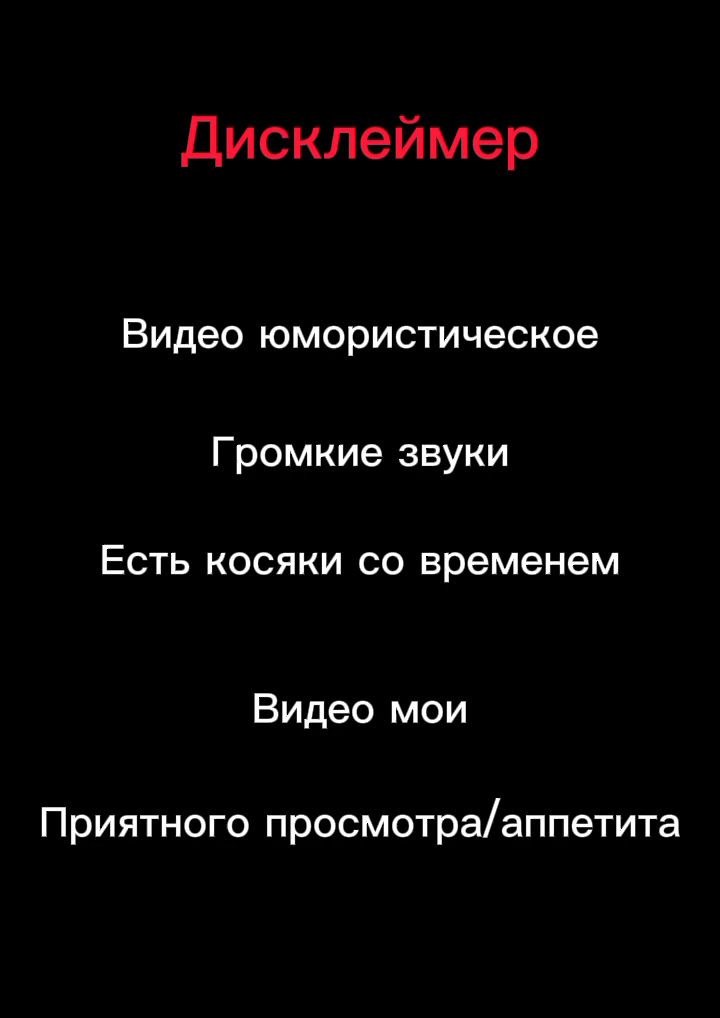 Дисклеймер
Видео юмористическое
Громкие звуки
Есть косяки со временем
Видео мои
Приятного просмотра/аппетита